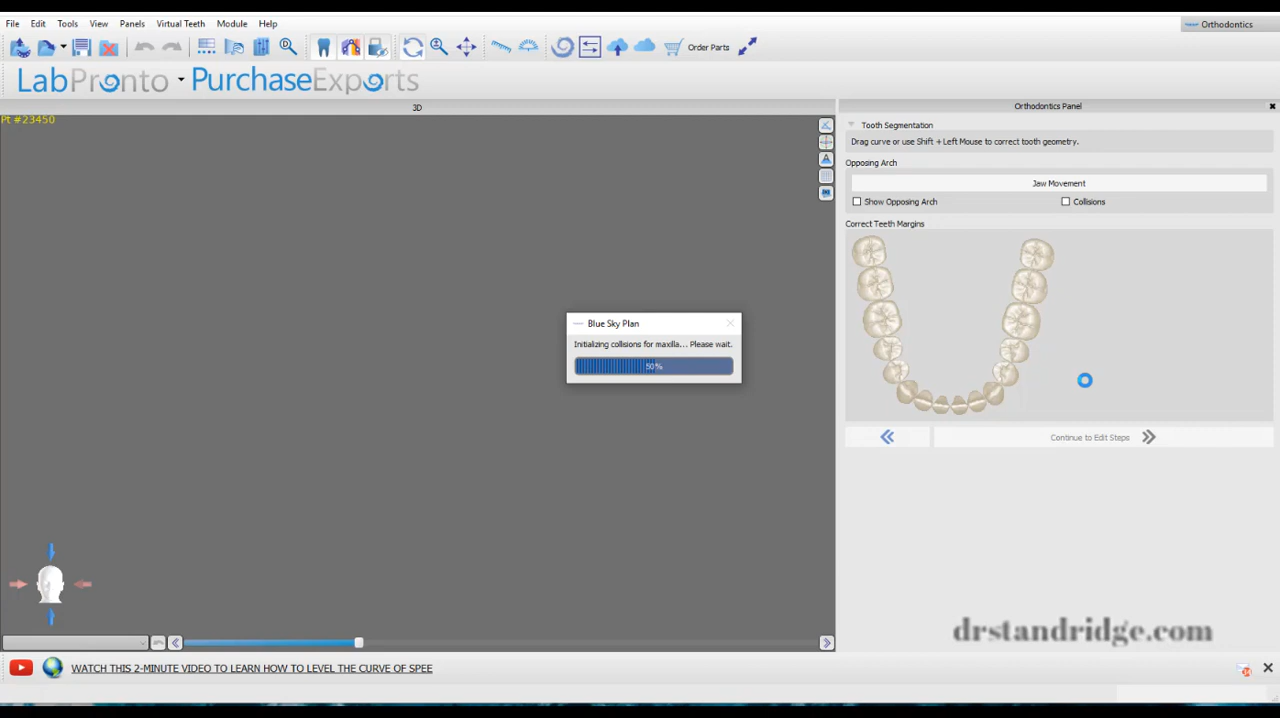 File Edit Tools View Panels Virtual Teeth Module Help
Orthodontics
Order Parts
LabPronto PurchaseExports
3D
Pt #23450
Orthodontics Panel
Tooth Segmentation
Drag curve or use Shift +Left Mouse to correct tooth geometry.
Opposing Arch
Jaw Movement
Show Opposing Arch Collisions
Correct Teeth Margins
Blue Sky Plan
Initializing collisions for maxilla... Please wait.
50%
Continue to Edit Steps
drstandridge.com
WATCH THIS 2-MINUTE VIDEO TO LEARN HOW TO LEVEL THE CURVE OF SPEE